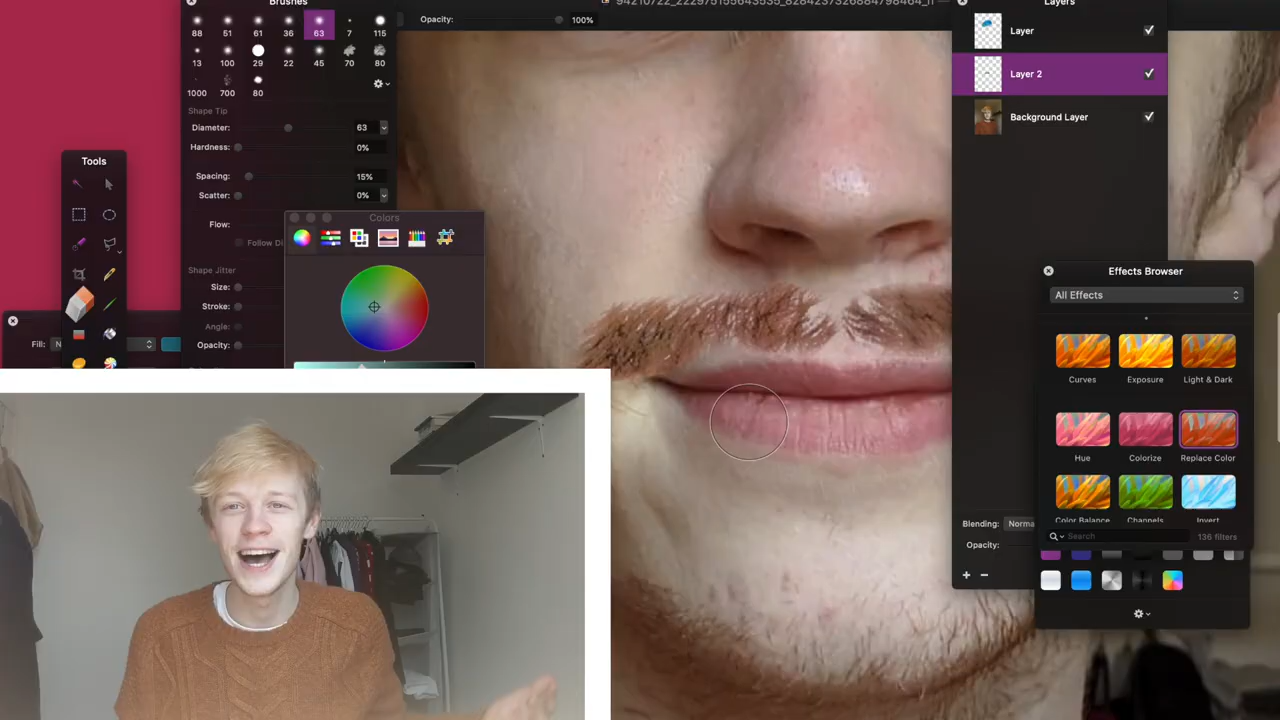 Brushes
88 51 61 36 63 7 115
13 100 29 22 45 70 80
1000 700 80
Shape Tip
Diameter: 63
Hardness: 0%
Spacing: 15%
Scatter: 0%
Flow:
Follow Di
Shape Jitter
Size:
Stroke:
Angle:
Opacity:
Opacity: 100%
Tools
Fill: N
Colors
Layers
Layer
Layer 2
Background Layer
Blending: Norma
Opacity:
+ −
Effects Browser
All Effects
Curves Exposure Light & Dark
Hue Colorize Replace Color
Color Balance Channels Invert
Search 136 filters